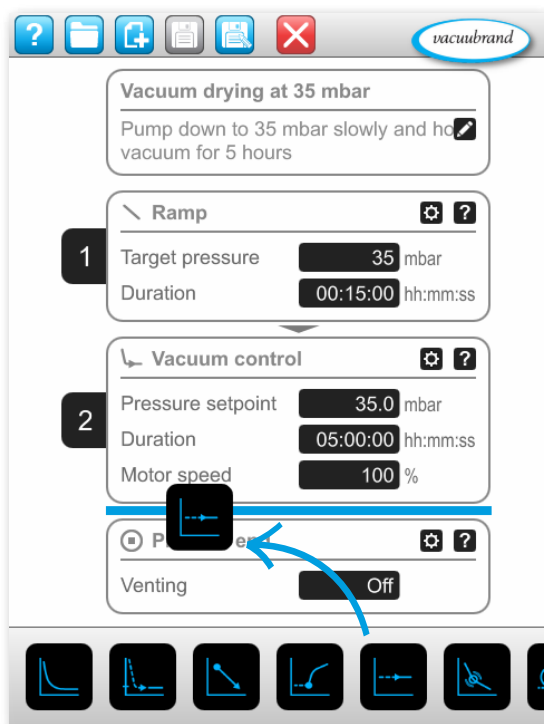 ?
vacuubrand
Vacuum drying at 35 mbar
Pump down to 35 mbar slowly and ho
vacuum for 5 hours
1
Ramp ?
Target pressure 35 mbar
Duration 00:15:00 hh:mm:ss
2
Vacuum control ?
Pressure setpoint 35.0 mbar
Duration 05:00:00 hh:mm:ss
Motor speed 100 %
?
Venting Off